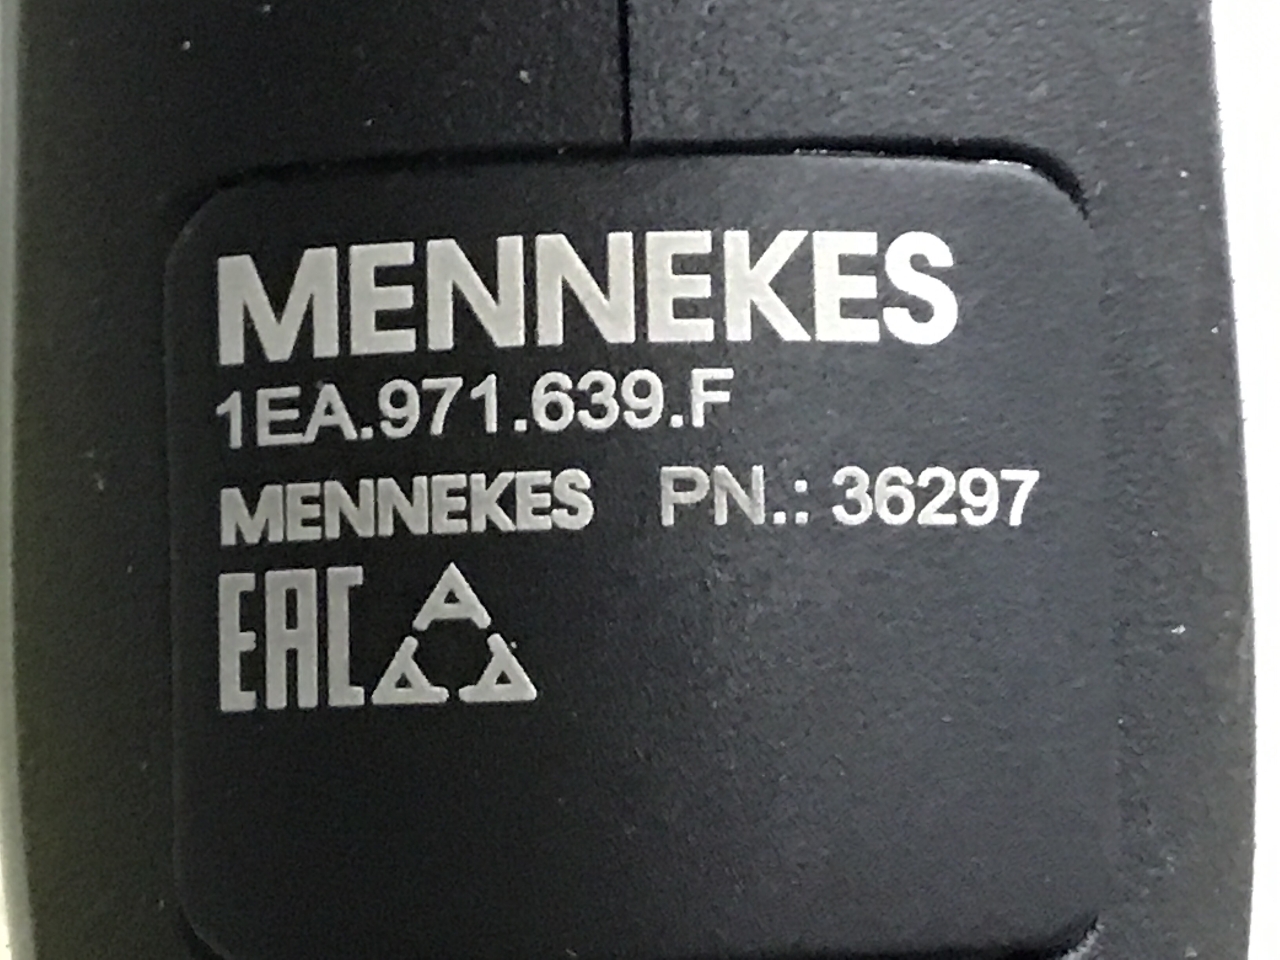 MENNEKES
1EA.971.639.F
MENNEKES PN.: 36297
EAC